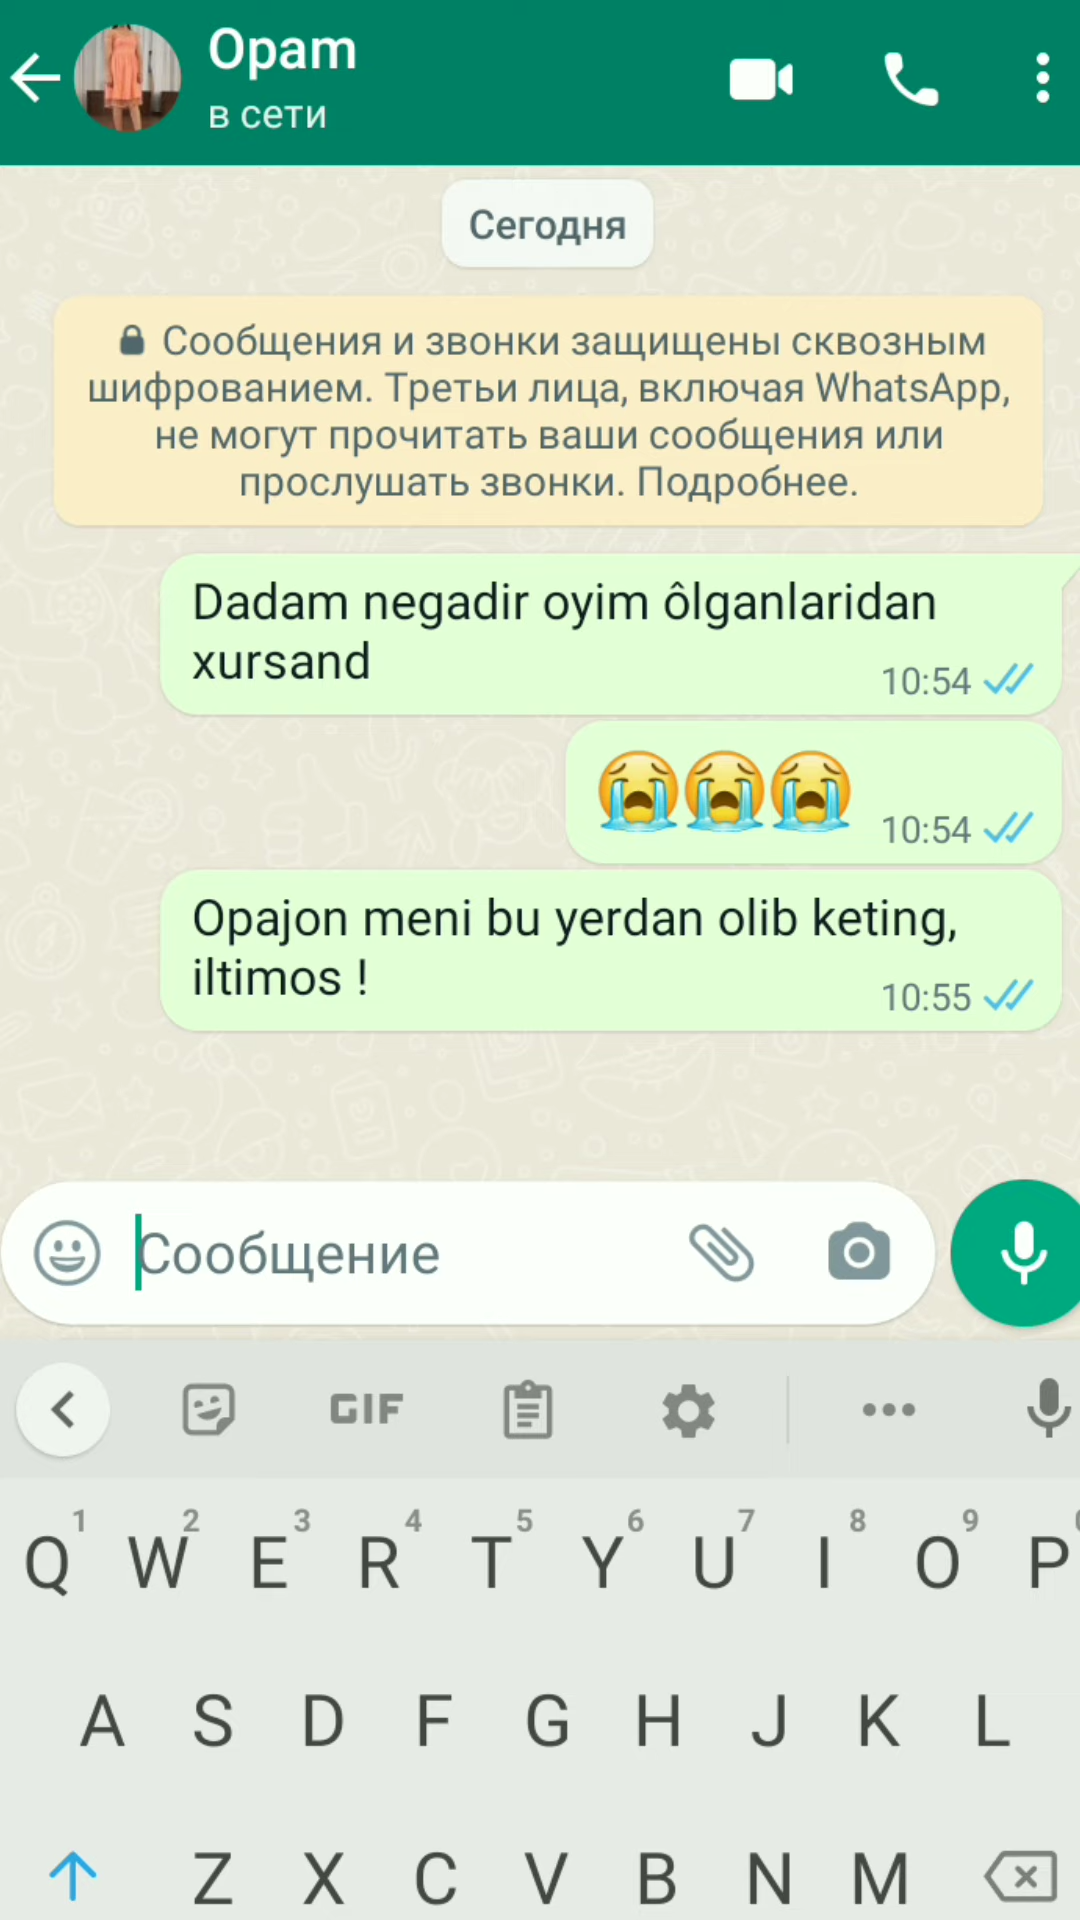 Opam
в сети
Сегодня
Сообщения и звонки защищены сквозным
шифрованием. Третьи лица, включая WhatsApp,
не могут прочитать ваши сообщения или
прослушать звонки. Подробнее.
Dadam negadir oyim ôlganlaridan
xursand
10:54
😭😭😭
10:54
Opajon meni bu yerdan olib keting,
iltimos !
10:55
Сообщение
GIF
1 2 3 4 5 6 7 8 9 0
Q W E R T Y U I O P
A S D F G H J K L
Z X C V B N M